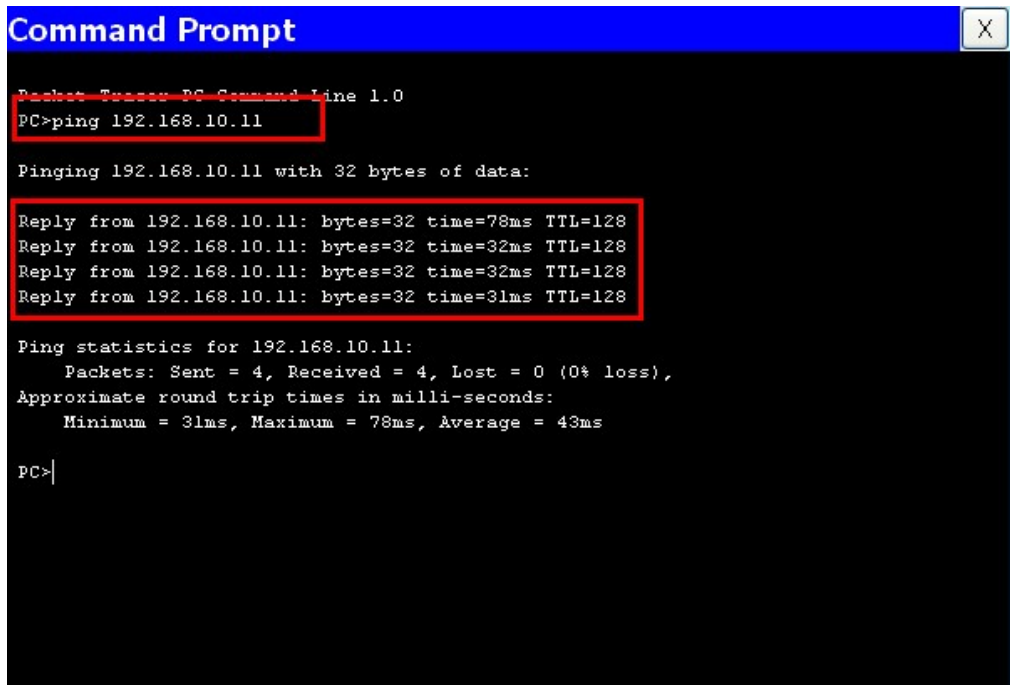 Command Prompt
X
Packet Tracer PC Command Line 1.0
PC>ping 192.168.10.11
Pinging 192.168.10.11 with 32 bytes of data:
Reply from 192.168.10.11: bytes=32 time=78ms TTL=128
Reply from 192.168.10.11: bytes=32 time=32ms TTL=128
Reply from 192.168.10.11: bytes=32 time=32ms TTL=128
Reply from 192.168.10.11: bytes=32 time=31ms TTL=128
Ping statistics for 192.168.10.11:
Packets: Sent = 4, Received = 4, Lost = 0 (0% loss),
Approximate round trip times in milli-seconds:
Minimum = 31ms, Maximum = 78ms, Average = 43ms
PC>